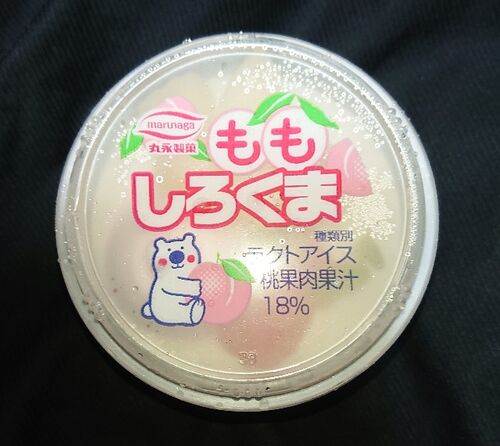 marunaga
丸永製菓
もも
しろくま
種類別
ラクトアイス
桃果肉果汁
18%